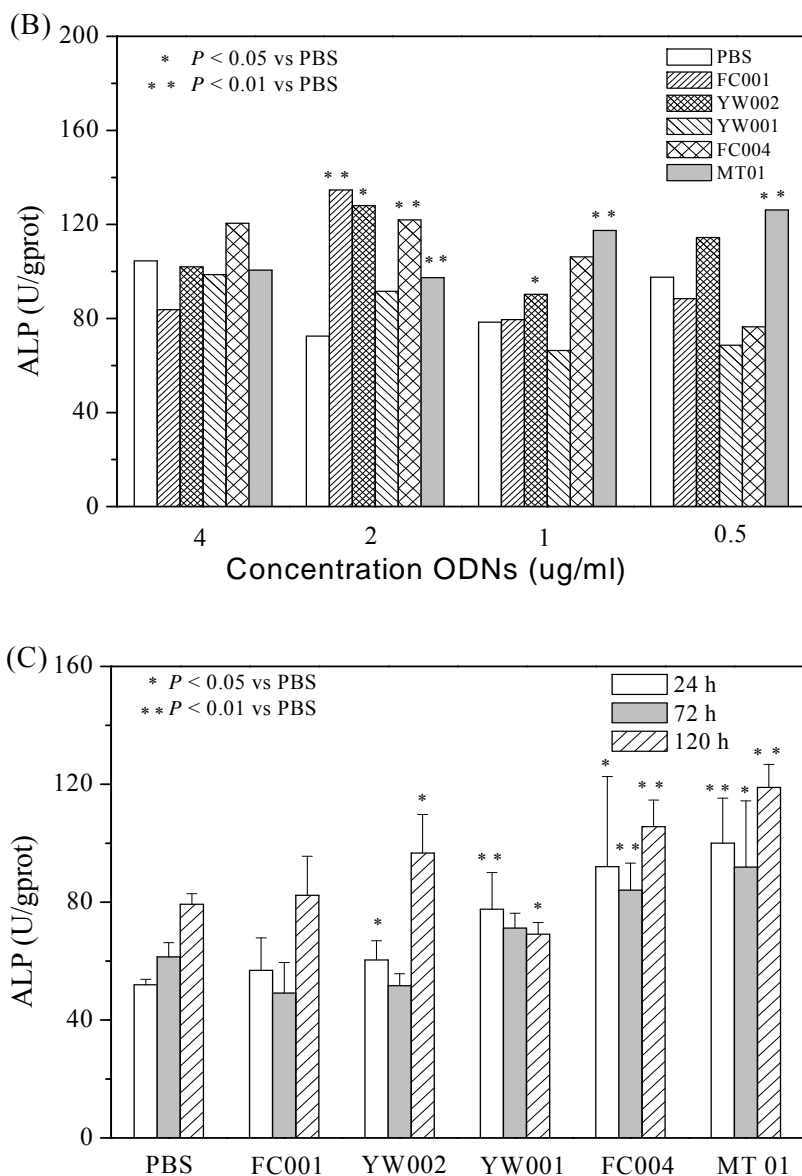 (B)
200
160
120
80
40
0
ALP (U/gprot)
* P < 0.05 vs PBS
* * P < 0.01 vs PBS
PBS
FC001
YW002
YW001
FC004
MT01
* *
*
* *
* *
*
* *
* *
4 2 1 0.5
Concentration ODNs (ug/ml)
(C)
160
120
80
40
0
ALP (U/gprot)
* P < 0.05 vs PBS
* * P < 0.01 vs PBS
24 h
72 h
120 h
*
*
* *
*
*
* *
* *
* *
*
* *
PBS FC001 YW002 YW001 FC004 MT 01